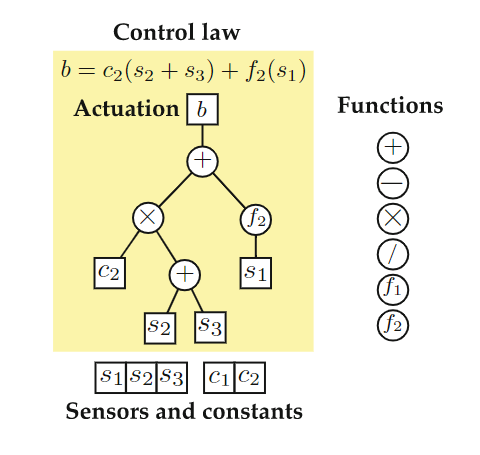 Control law
b = c₂(s₂ + s₃) + f₂(s₁)
Actuation b
Functions
+
+
−
× f₂
×
c₂ + s₁
/
f₁
s₂ s₃
f₂
s₁ s₂ s₃ c₁ c₂
Sensors and constants